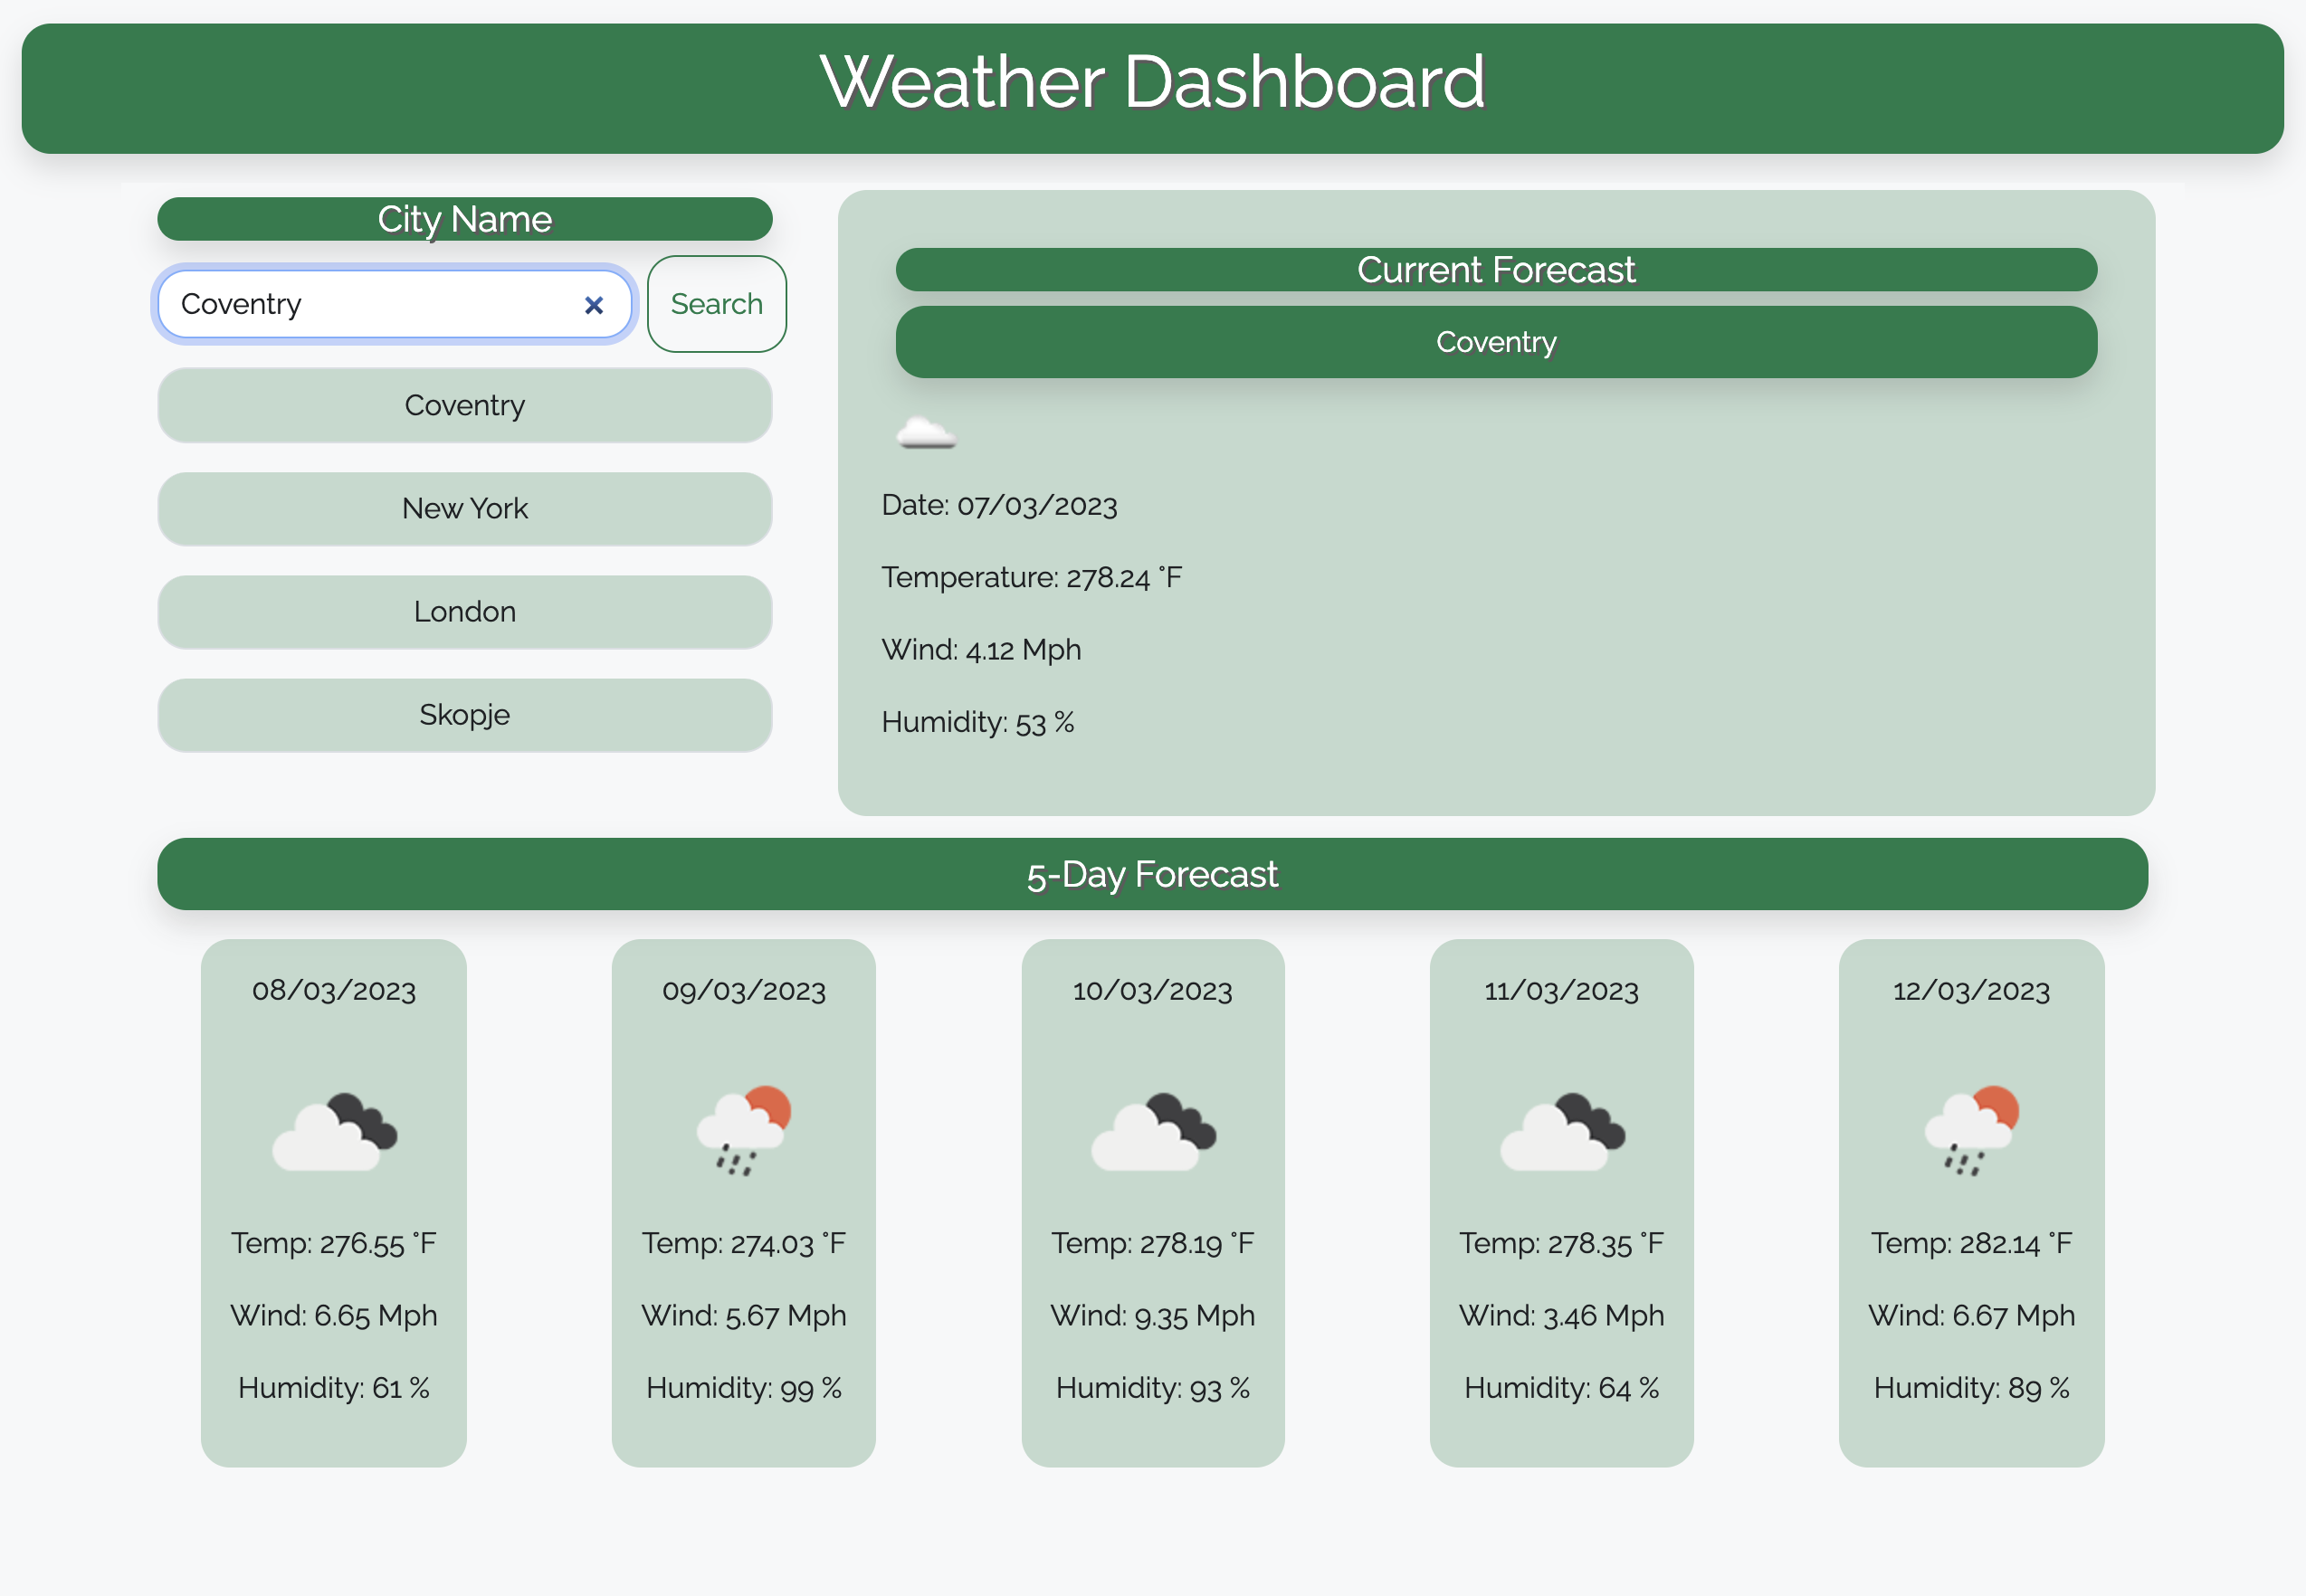 Weather Dashboard
City Name
Coventry
Search
Coventry
New York
London
Skopje
Current Forecast
Coventry
Date: 07/03/2023
Temperature: 278.24 °F
Wind: 4.12 Mph
Humidity: 53 %
5-Day Forecast
08/03/2023
Temp: 276.55 °F
Wind: 6.65 Mph
Humidity: 61 %
09/03/2023
Temp: 274.03 °F
Wind: 5.67 Mph
Humidity: 99 %
10/03/2023
Temp: 278.19 °F
Wind: 9.35 Mph
Humidity: 93 %
11/03/2023
Temp: 278.35 °F
Wind: 3.46 Mph
Humidity: 64 %
12/03/2023
Temp: 282.14 °F
Wind: 6.67 Mph
Humidity: 89 %